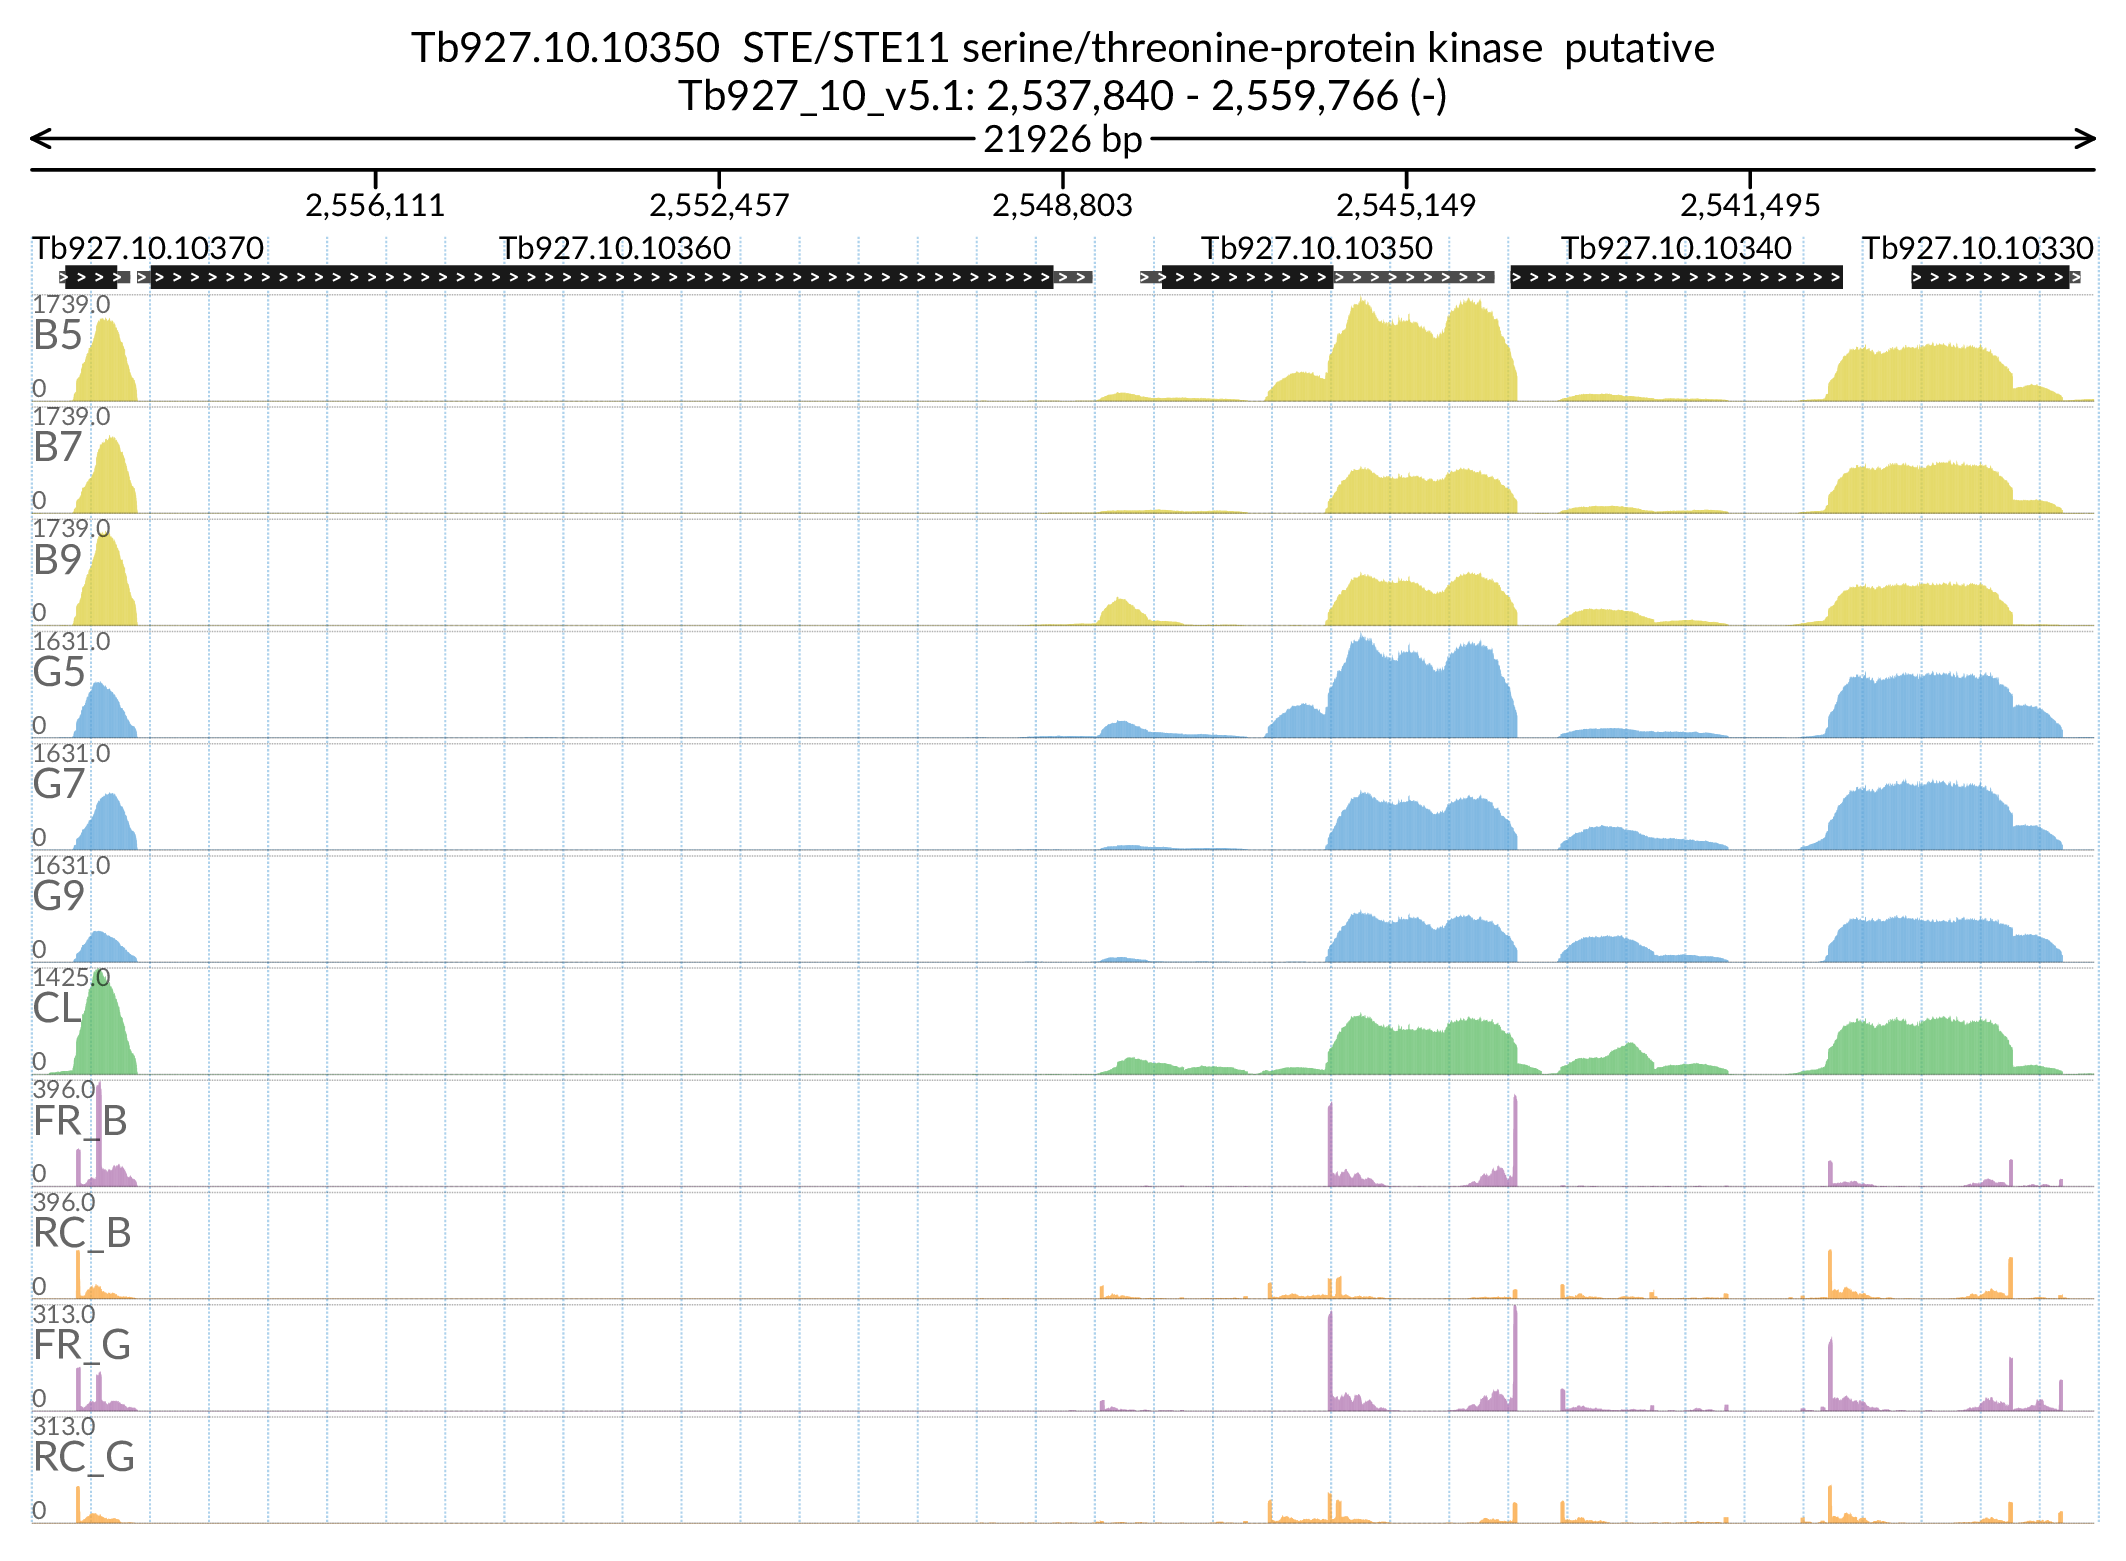 Tb927.10.10350  STE/STE11 serine/threonine-protein kinase  putative
Tb927_10_v5.1: 2,537,840 - 2,559,766 (-)
21926 bp
2,556,111 2,552,457 2,548,803 2,545,149 2,541,495
Tb927.10.10370 Tb927.10.10360 Tb927.10.10350 Tb927.10.10340 Tb927.10.10330
1739.0
B5
0
1739.0
B7
0
1739.0
B9
0
1631.0
G5
0
1631.0
G7
0
1631.0
G9
0
1425.0
CL
0
396.0
FR_B
0
396.0
RC_B
0
313.0
FR_G
0
313.0
RC_G
0